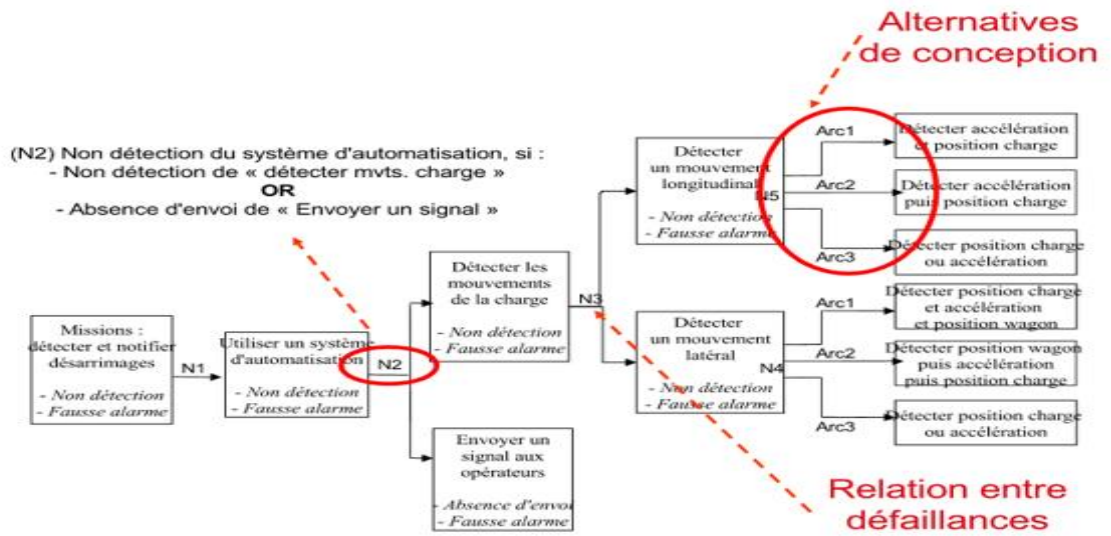 Alternatives
de conception
(N2) Non détection du système d'automatisation, si :
- Non détection de « détecter mvts. charge »
OR
- Absence d'envoi de « Envoyer un signal »
Missions :
détecter et notifier
désarrimages
- Non détection
- Fausse alarme
N1
Utiliser un système
d'automatisation
- Non détection
- Fausse alarme
N2
Détecter les
mouvements
de la charge
- Non détection
- Fausse alarme
N3
Envoyer un
signal aux
opérateurs
- Absence d'envoi
- Fausse alarme
Détecter
un mouvement
longitudinal
- Non détection
- Fausse alarme
N5
Arc1
Arc2
Arc3
Détecter accélération
et position charge
Détecter accélération
puis position charge
Détecter position charge
ou accélération
Détecter
un mouvement
latéral
- Non détection
- Fausse alarme
N4
Arc1
Arc2
Arc3
Détecter position charge
et accélération
et position wagon
Détecter position wagon
puis accélération
puis position charge
Détecter position charge
ou accélération
Relation entre
défaillances